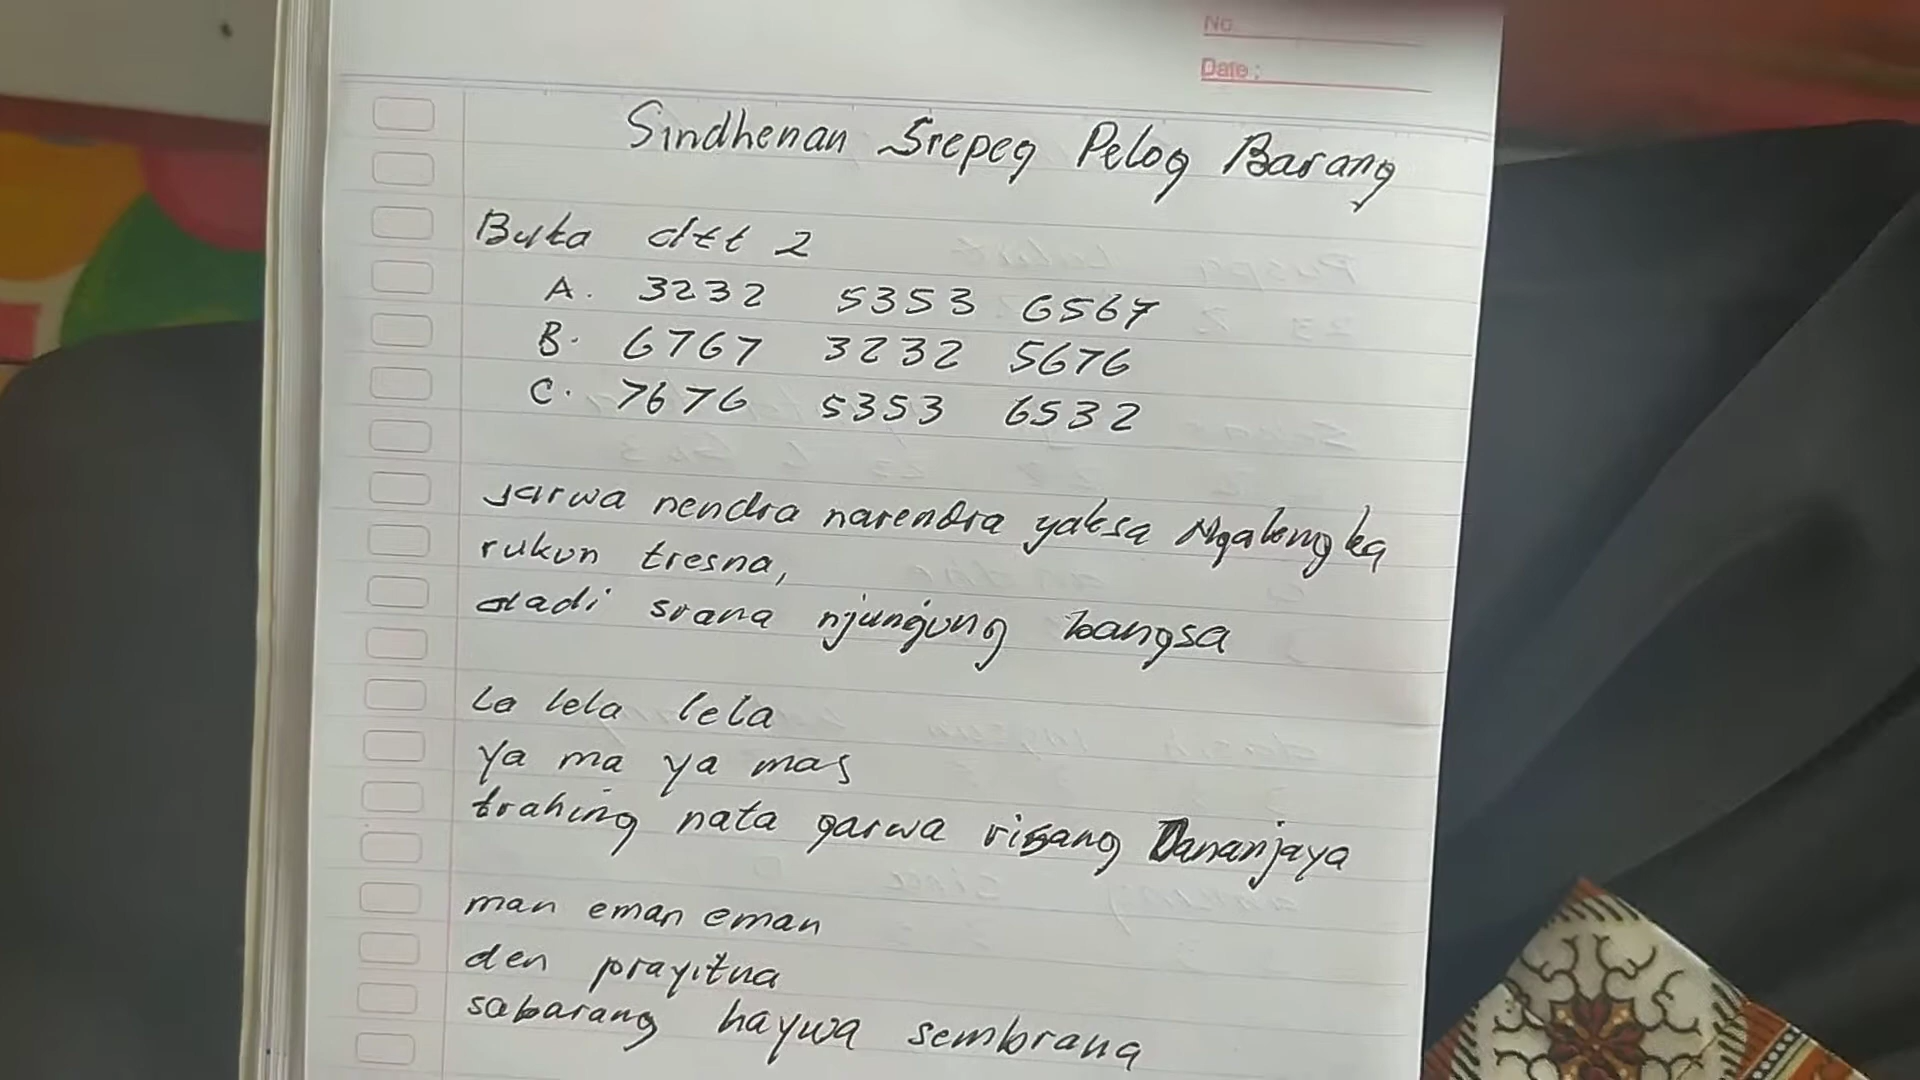 No.
Date:
Sindhenan Srepeg Pelog Barang
Buka dtt 2
A. 3232 5353 6567
B. 6767 3232 5676
C. 7676 5353 6532
sarwa nendra narendra yaksa Ngalengka
rukun tresna,
dadi srana njungjung bangsa
La lela lela
Ya ma ya mas
trahing nata garwa risang Dananjaya
man eman eman
den prayitna
sabarang haywa sembrana